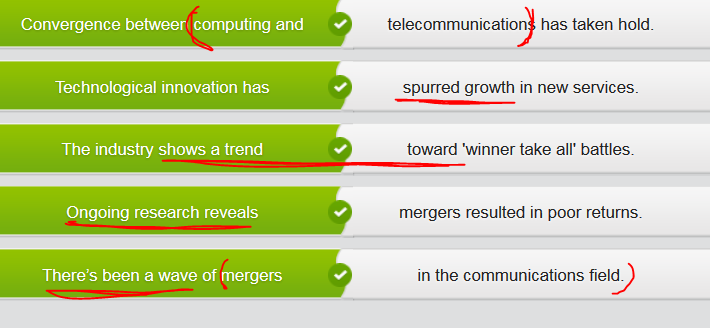 Convergence between computing and telecommunications has taken hold.
Technological innovation has spurred growth in new services.
The industry shows a trend toward 'winner take all' battles.
Ongoing research reveals mergers resulted in poor returns.
There's been a wave of mergers in the communications field.